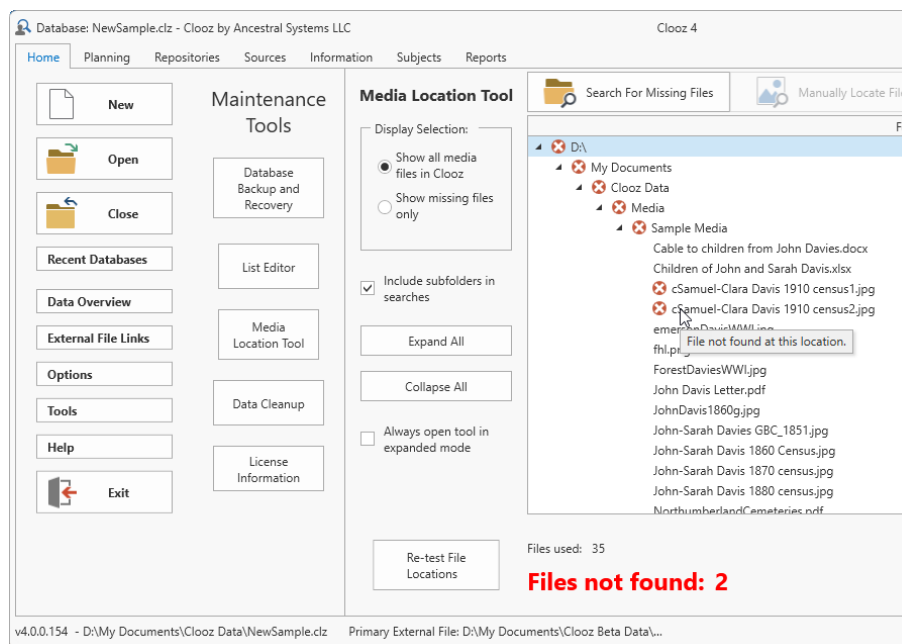 Database: NewSample.clz - Clooz by Ancestral Systems LLC
Clooz 4
Home Planning Repositories Sources Information Subjects Reports
New
Open
Close
Recent Databases
Data Overview
External File Links
Options
Tools
Help
Exit
Maintenance
Tools
Database
Backup and
Recovery
List Editor
Media
Location Tool
Data Cleanup
License
Information
Media Location Tool
Display Selection:
Show all media
files in Clooz
Show missing files
only
Include subfolders in
searches
Expand All
Collapse All
Always open tool in
expanded mode
Re-test File
Locations
Search For Missing Files
Manually Locate File
D:\
My Documents
Clooz Data
Media
Sample Media
Cable to children from John Davies.docx
Children of John and Sarah Davis.xlsx
cSamuel-Clara Davis 1910 census1.jpg
cSamuel-Clara Davis 1910 census2.jpg
File not found at this location.
ForestDaviesWWI.jpg
John Davis Letter.pdf
JohnDavis1860g.jpg
John-Sarah Davies GBC_1851.jpg
John-Sarah Davis 1860 Census.jpg
John-Sarah Davis 1870 census.jpg
John-Sarah Davis 1880 census.jpg
NorthumberlandCemeteries.pdf
Files used: 35
Files not found: 2
v4.0.0.154 - D:\My Documents\Clooz Data\NewSample.clz
Primary External File: D:\My Documents\Clooz Beta Data\...